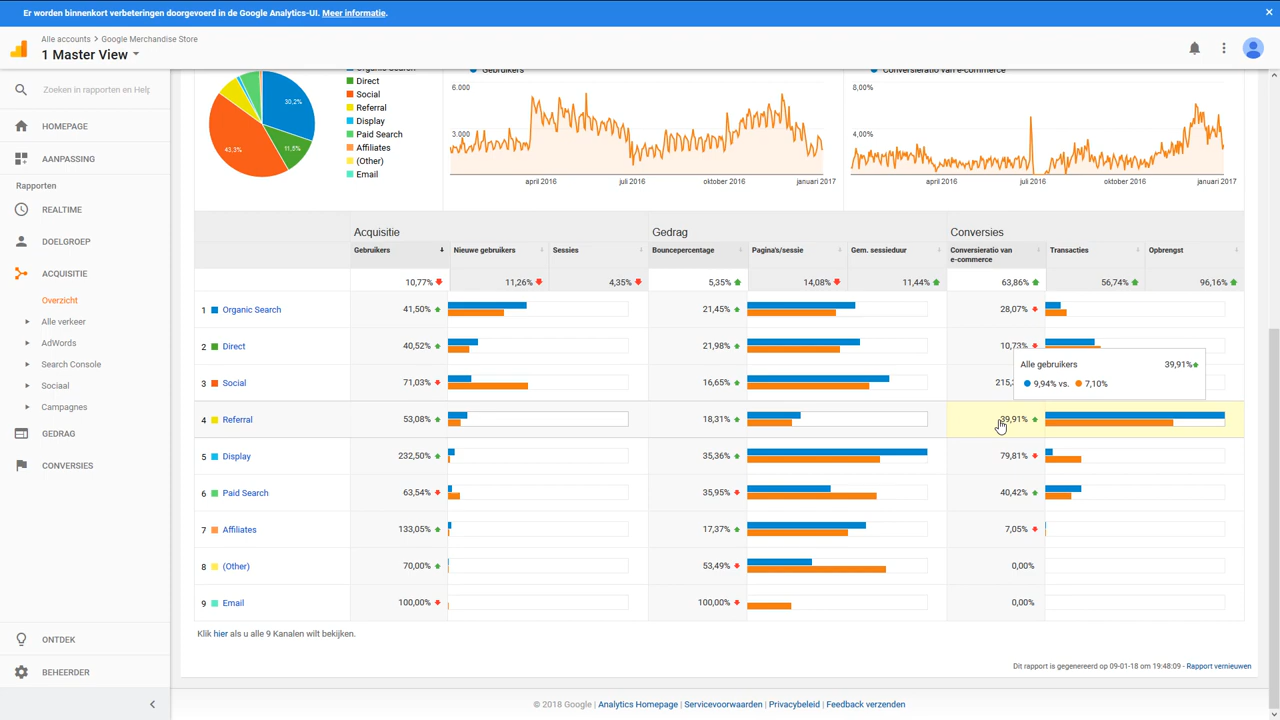 Er worden binnenkort verbeteringen doorgevoerd in de Google Analytics-UI. Meer informatie.
Alle accounts > Google Merchandise Store
1 Master View
Zoeken in rapporten en Help
HOMEPAGE
AANPASSING
Rapporten
REALTIME
DOELGROEP
ACQUISITIE
Overzicht
Alle verkeer
AdWords
Search Console
Sociaal
Campagnes
GEDRAG
CONVERSIES
ONTDEK
BEHEERDER
30,2%
11,5%
43,3%
Organic Search
Direct
Social
Referral
Display
Paid Search
Affiliates
(Other)
Email
Gebruikers
6.000
3.000
april 2016 juli 2016 oktober 2016 januari 2017
Conversieratio van e-commerce
8,00%
4,00%
april 2016 juli 2016 oktober 2016 januari 2017
Acquisitie Gedrag Conversies
Gebruikers Nieuwe gebruikers Sessies Bouncepercentage Pagina's/sessie Gem. sessieduur Conversieratio van e-commerce Transacties Opbrengst
10,77% 11,26% 4,35% 5,35% 14,08% 11,44% 63,86% 56,74% 96,16%
1 Organic Search 41,50% 21,45% 28,07%
2 Direct 40,52% 21,98% 10,73%
Alle gebruikers 39,91%
9,94% vs. 7,10%
3 Social 71,03% 16,65%
4 Referral 53,08% 18,31% 39,91%
5 Display 232,50% 35,36% 79,81%
6 Paid Search 63,54% 35,95% 40,42%
7 Affiliates 133,05% 17,37% 7,05%
8 (Other) 70,00% 53,49% 0,00%
9 Email 100,00% 100,00% 0,00%
Klik hier als u alle 9 Kanalen wilt bekijken.
Dit rapport is gegenereerd op 09-01-18 om 19:48:09 - Rapport vernieuwen
© 2018 Google | Analytics Homepage | Servicevoorwaarden | Privacybeleid | Feedback verzenden